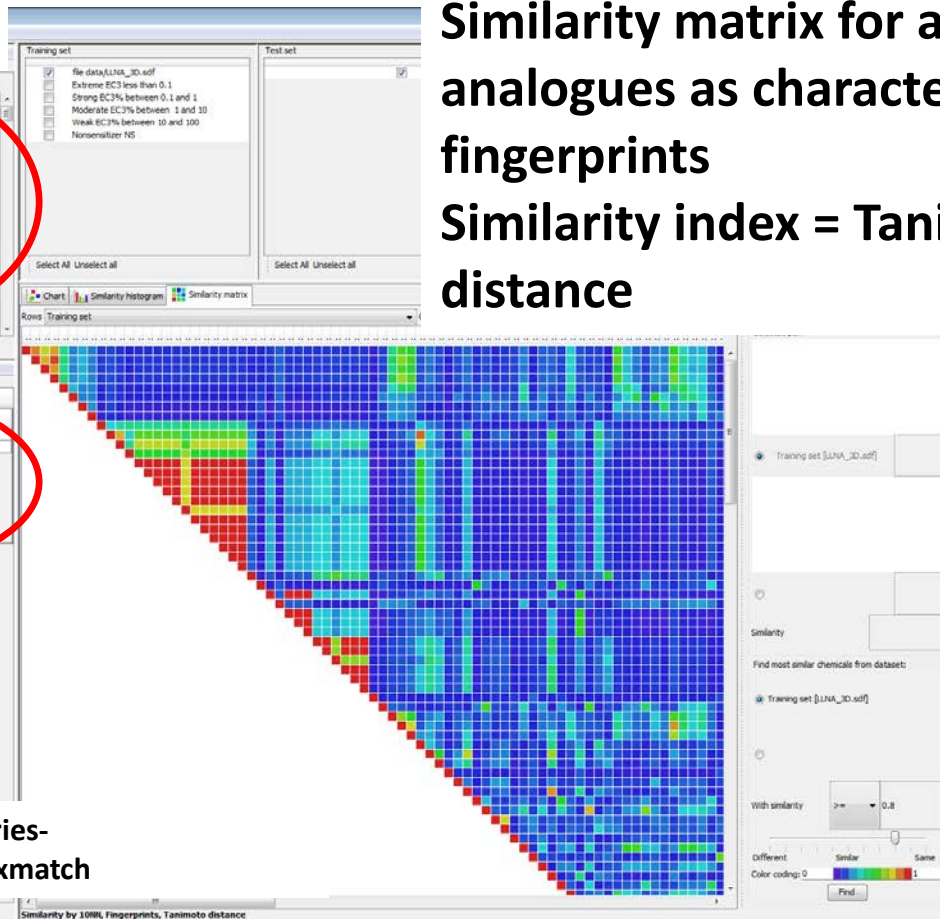 Similarity matrix for a
analogues as characte
fingerprints
Similarity index = Tani
distance
Training set
Test set
file data/LLNA_3D.sdf
Extreme EC3 less than 0.1
Strong EC3% between 0.1 and 1
Moderate EC3% between 1 and 10
Weak EC3% between 10 and 100
Nonsensitizer NS
Select All Unselect all
Select All Unselect all
Chart Similarity histogram Similarity matrix
Rows Training set
Training set [LLNA_3D.sdf]
Similarity
Find most similar chemicals from dataset:
Training set [LLNA_3D.sdf]
With similarity >= 0.8
Different Similar Same
Color coding: 0 1
Find
ries-
xmatch
Similarity by 10NN, Fingerprints, Tanimoto distance